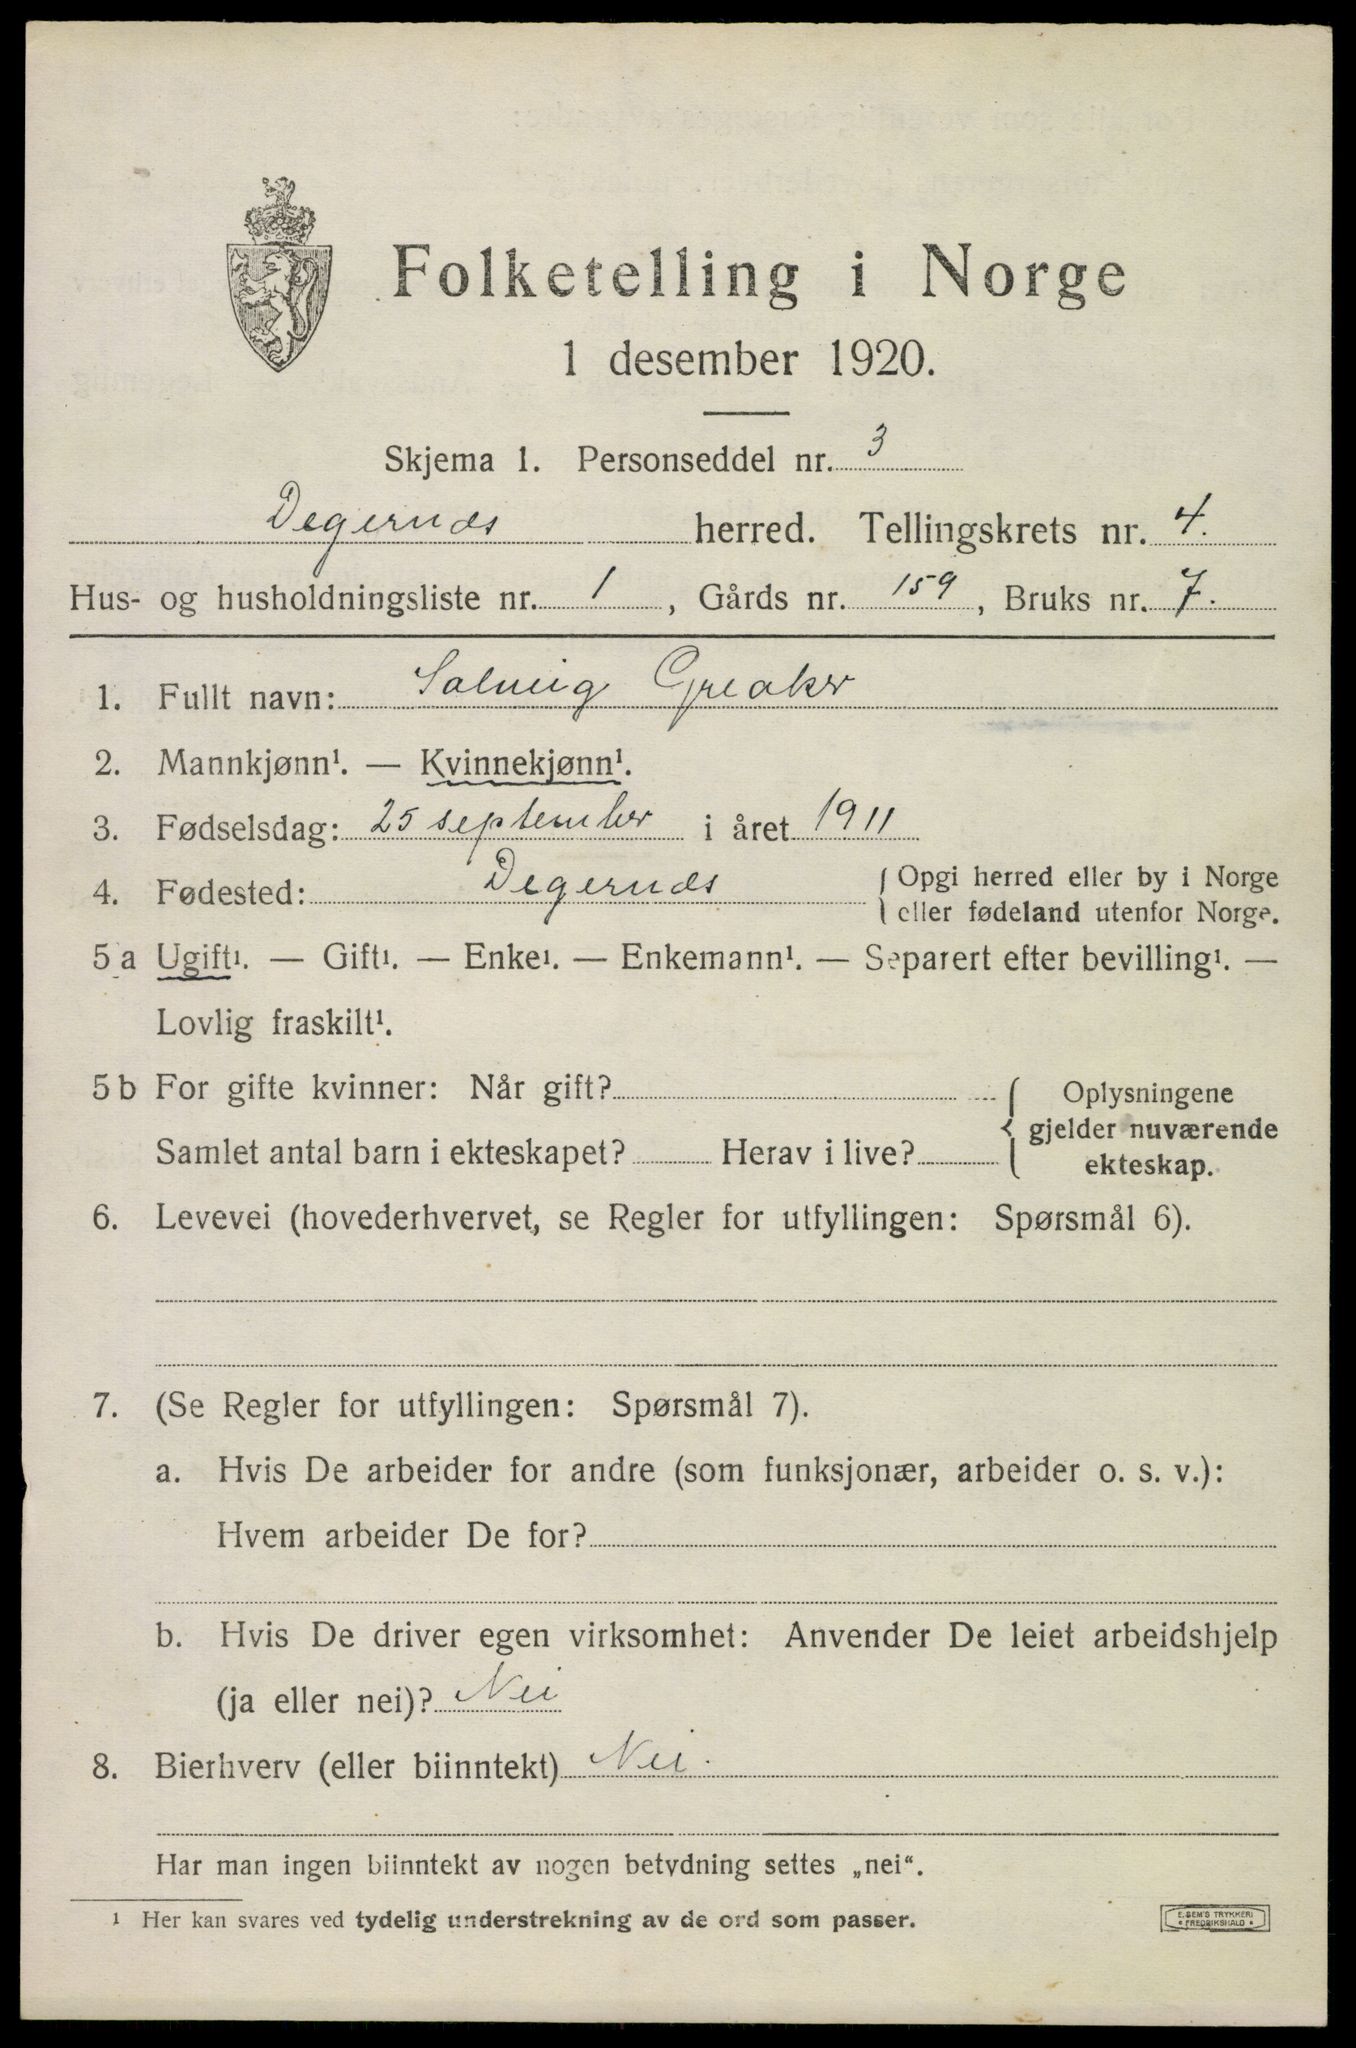 Folketelling i Norge
1 desember 1920.
Skjema 1. Personseddel nr. 3
Degernes herred. Tellingskrets nr. 4.
Hus- og husholdningsliste nr. 1, Gårds nr. 159, Bruks nr. 7.
1. Fullt navn: Solveig Greaker
2. Mannkjønn¹. — Kvinnekjønn¹.
3. Fødselsdag: 25 september i året 1911
4. Fødested: Degernes { Opgi herred eller by i Norge
eller fødeland utenfor Norge.
5 a Ugift¹. — Gift¹. — Enke¹. — Enkemann¹. — Separert efter bevilling¹. —
Lovlig fraskilt¹.
5 b For gifte kvinner: Når gift? { Oplysningene
gjelder nuværende
Samlet antal barn i ekteskapet? Herav i live? ekteskap.
6. Levevei (hovederhvervet, se Regler for utfyllingen: Spørsmål 6).
7. (Se Regler for utfyllingen: Spørsmål 7).
a. Hvis De arbeider for andre (som funksjonær, arbeider o. s. v.):
Hvem arbeider De for?
b. Hvis De driver egen virksomhet: Anvender De leiet arbeidshjelp
(ja eller nei)? Nei
8. Bierhverv (eller biinntekt) Nei.
Har man ingen biinntekt av nogen betydning settes „nei“.
¹ Her kan svares ved tydelig understrekning av de ord som passer.
E. SEM'S TRYKKERI
• FREDRIKSHALD •